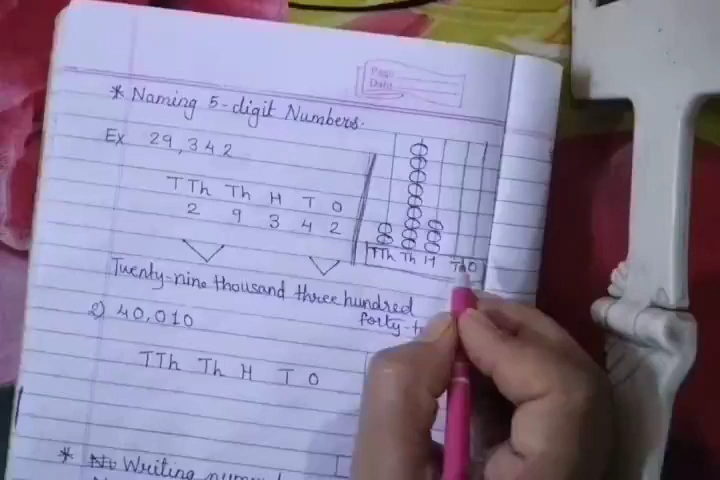 Page
Date
* Naming 5-digit Numbers.
Ex 29,342
TTh Th H T O
2 9 3 4 2
TTh Th H T O
Twenty-nine thousand three hundred
forty-t
2) 40,010
TTh Th H T O
* Writing